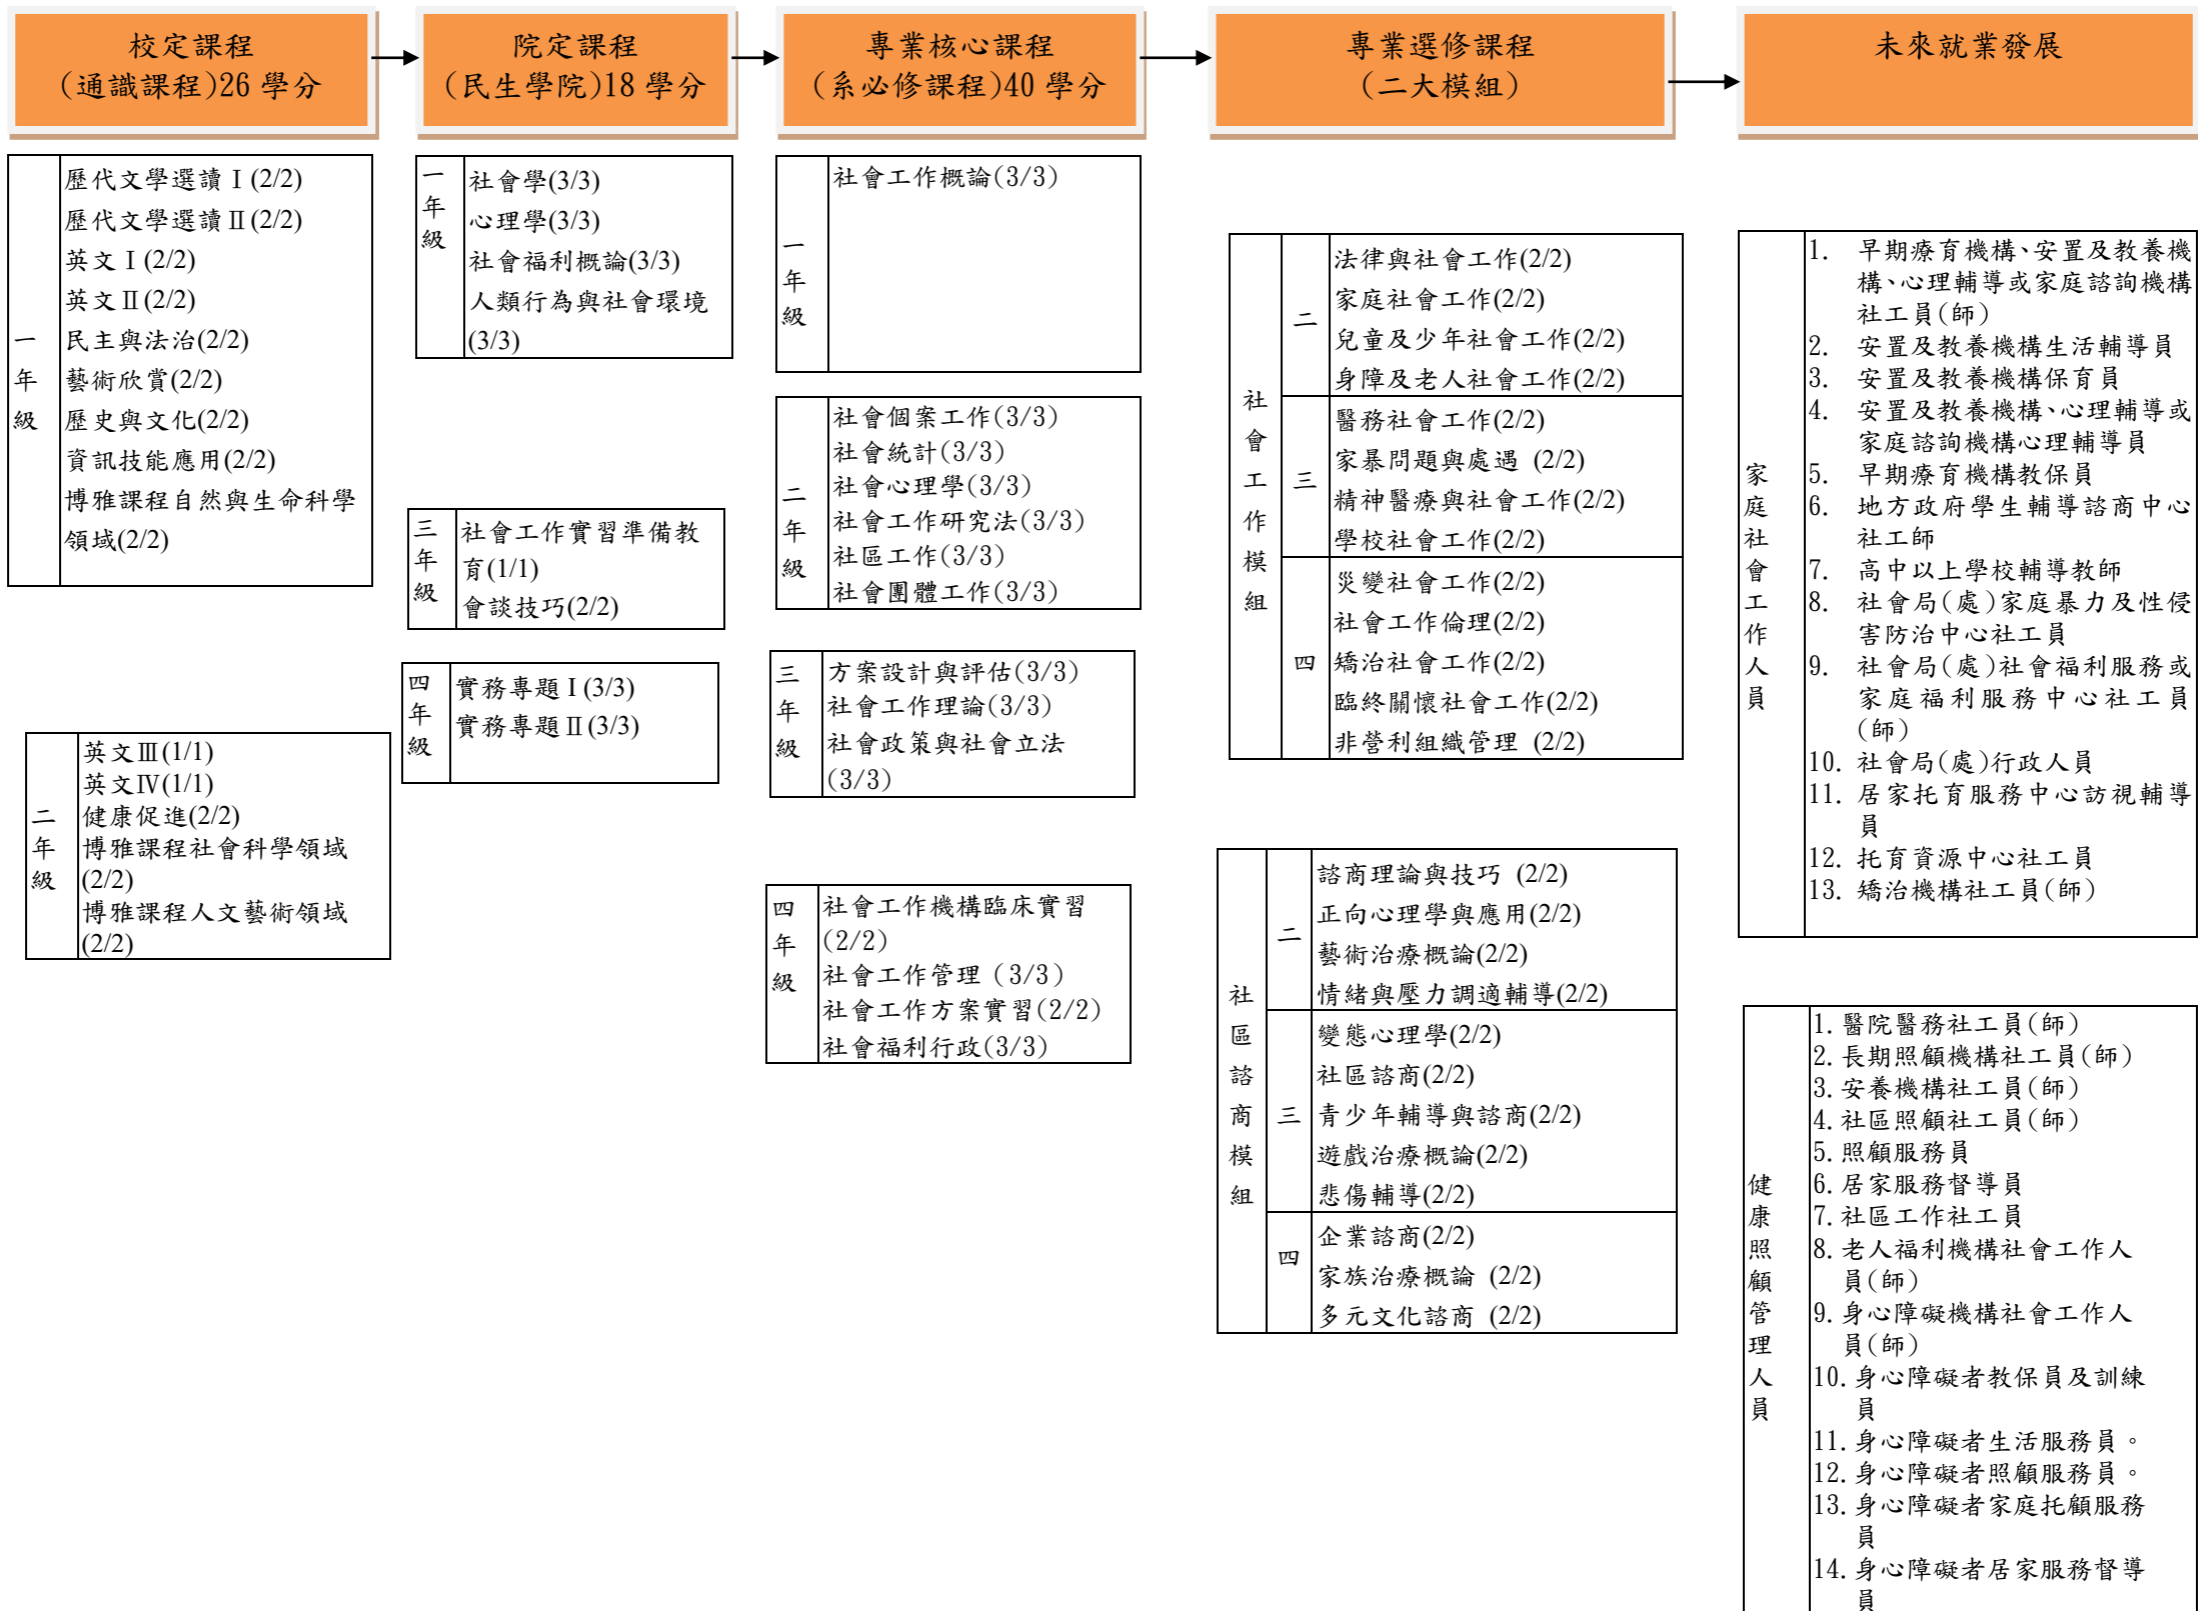 校定課程
(通識課程)26 學分
院定課程
(民生學院)18 學分
專業核心課程
(系必修課程)40 學分
專業選修課程
(二大模組)
未來就業發展
一年級
歷代文學選讀Ⅰ(2/2)
歷代文學選讀Ⅱ(2/2)
英文Ⅰ(2/2)
英文Ⅱ(2/2)
民主與法治(2/2)
藝術欣賞(2/2)
歷史與文化(2/2)
資訊技能應用(2/2)
博雅課程自然與生命科學
領域(2/2)
二年級
英文Ⅲ(1/1)
英文Ⅳ(1/1)
健康促進(2/2)
博雅課程社會科學領域
(2/2)
博雅課程人文藝術領域
(2/2)
一年級
社會學(3/3)
心理學(3/3)
社會福利概論(3/3)
人類行為與社會環境
(3/3)
三年級
社會工作實習準備教
育(1/1)
會談技巧(2/2)
四年級
實務專題Ⅰ(3/3)
實務專題Ⅱ(3/3)
一年級
社會工作概論(3/3)
二年級
社會個案工作(3/3)
社會統計(3/3)
社會心理學(3/3)
社會工作研究法(3/3)
社區工作(3/3)
社會團體工作(3/3)
三年級
方案設計與評估(3/3)
社會工作理論(3/3)
社會政策與社會立法
(3/3)
四年級
社會工作機構臨床實習
(2/2)
社會工作管理 (3/3)
社會工作方案實習(2/2)
社會福利行政(3/3)
社會工作模組
二
法律與社會工作(2/2)
家庭社會工作(2/2)
兒童及少年社會工作(2/2)
身障及老人社會工作(2/2)
三
醫務社會工作(2/2)
家暴問題與處遇 (2/2)
精神醫療與社會工作(2/2)
學校社會工作(2/2)
四
災變社會工作(2/2)
社會工作倫理(2/2)
矯治社會工作(2/2)
臨終關懷社會工作(2/2)
非營利組織管理 (2/2)
社區諮商模組
二
諮商理論與技巧 (2/2)
正向心理學與應用(2/2)
藝術治療概論(2/2)
情緒與壓力調適輔導(2/2)
三
變態心理學(2/2)
社區諮商(2/2)
青少年輔導與諮商(2/2)
遊戲治療概論(2/2)
悲傷輔導(2/2)
四
企業諮商(2/2)
家族治療概論 (2/2)
多元文化諮商 (2/2)
家庭社會工作人員
1. 早期療育機構、安置及教養機
構、心理輔導或家庭諮詢機構
社工員(師)
2. 安置及教養機構生活輔導員
3. 安置及教養機構保育員
4. 安置及教養機構、心理輔導或
家庭諮詢機構心理輔導員
5. 早期療育機構教保員
6. 地方政府學生輔導諮商中心
社工師
7. 高中以上學校輔導教師
8. 社會局(處)家庭暴力及性侵
害防治中心社工員
9. 社會局(處)社會福利服務或
家庭福利服務中心社工員
(師)
10. 社會局(處)行政人員
11. 居家托育服務中心訪視輔導
員
12. 托育資源中心社工員
13. 矯治機構社工員(師)
健康照顧管理人員
1. 醫院醫務社工員(師)
2. 長期照顧機構社工員(師)
3. 安養機構社工員(師)
4. 社區照顧社工員(師)
5. 照顧服務員
6. 居家服務督導員
7. 社區工作社工員
8. 老人福利機構社會工作人
員(師)
9. 身心障礙機構社會工作人
員(師)
10. 身心障礙者教保員及訓練
員
11. 身心障礙者生活服務員。
12. 身心障礙者照顧服務員。
13. 身心障礙者家庭托顧服務
員
14. 身心障礙者居家服務督導
員